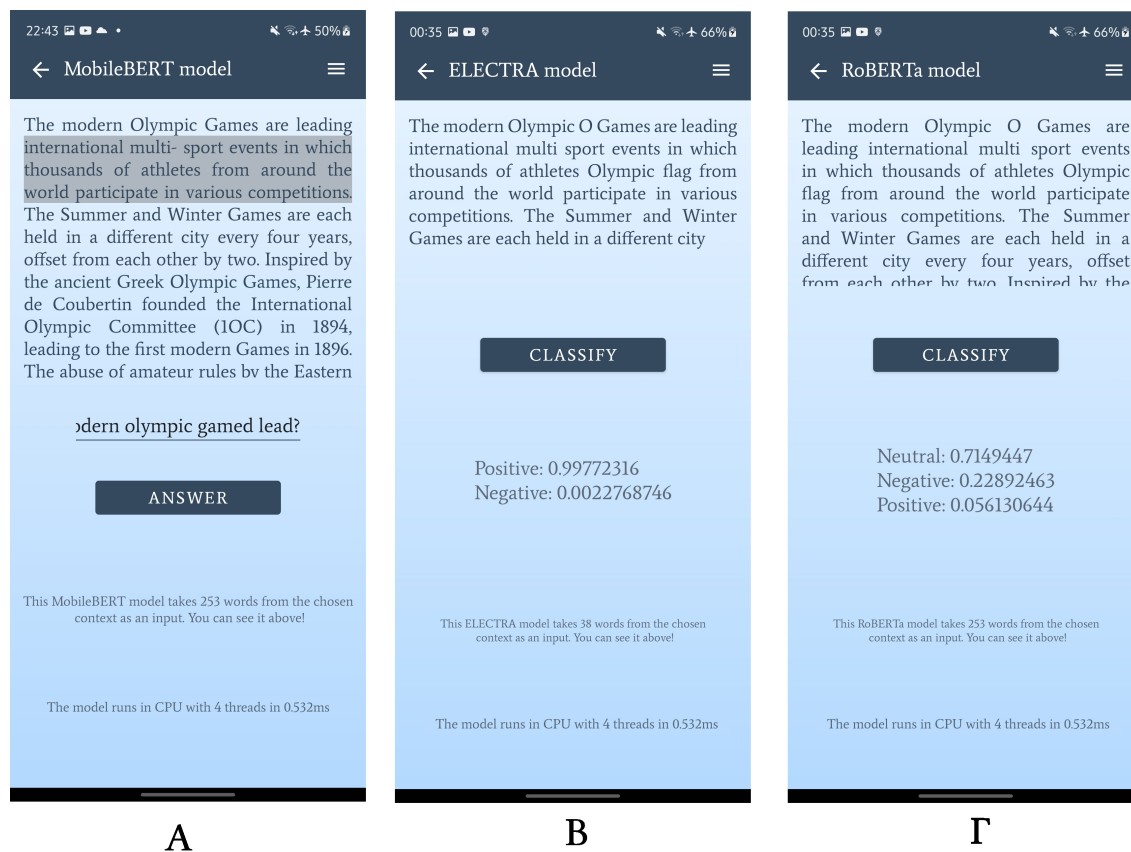 22:43
50%
MobileBERT model
The modern Olympic Games are leading
international multi- sport events in which
thousands of athletes from around the
world participate in various competitions.
The Summer and Winter Games are each
held in a different city every four years,
offset from each other by two. Inspired by
the ancient Greek Olympic Games, Pierre
de Coubertin founded the International
Olympic Committee (1OC) in 1894,
leading to the first modern Games in 1896.
The abuse of amateur rules by the Eastern
odern olympic gamed lead?
ANSWER
This MobileBERT model takes 253 words from the chosen
context as an input. You can see it above!
The model runs in CPU with 4 threads in 0.532ms
A
00:35
66%
ELECTRA model
The modern Olympic O Games are leading
international multi sport events in which
thousands of athletes Olympic flag from
around the world participate in various
competitions. The Summer and Winter
Games are each held in a different city
CLASSIFY
Positive: 0.99772316
Negative: 0.0022768746
This ELECTRA model takes 38 words from the chosen
context as an input. You can see it above!
The model runs in CPU with 4 threads in 0.532ms
B
00:35
66%
RoBERTa model
The modern Olympic O Games are
leading international multi sport events
in which thousands of athletes Olympic
flag from around the world participate
in various competitions. The Summer
and Winter Games are each held in a
different city every four years, offset
from each other by two. Inspired by the
CLASSIFY
Neutral: 0.7149447
Negative: 0.22892463
Positive: 0.056130644
This RoBERTa model takes 253 words from the chosen
context as an input. You can see it above!
The model runs in CPU with 4 threads in 0.532ms
Γ